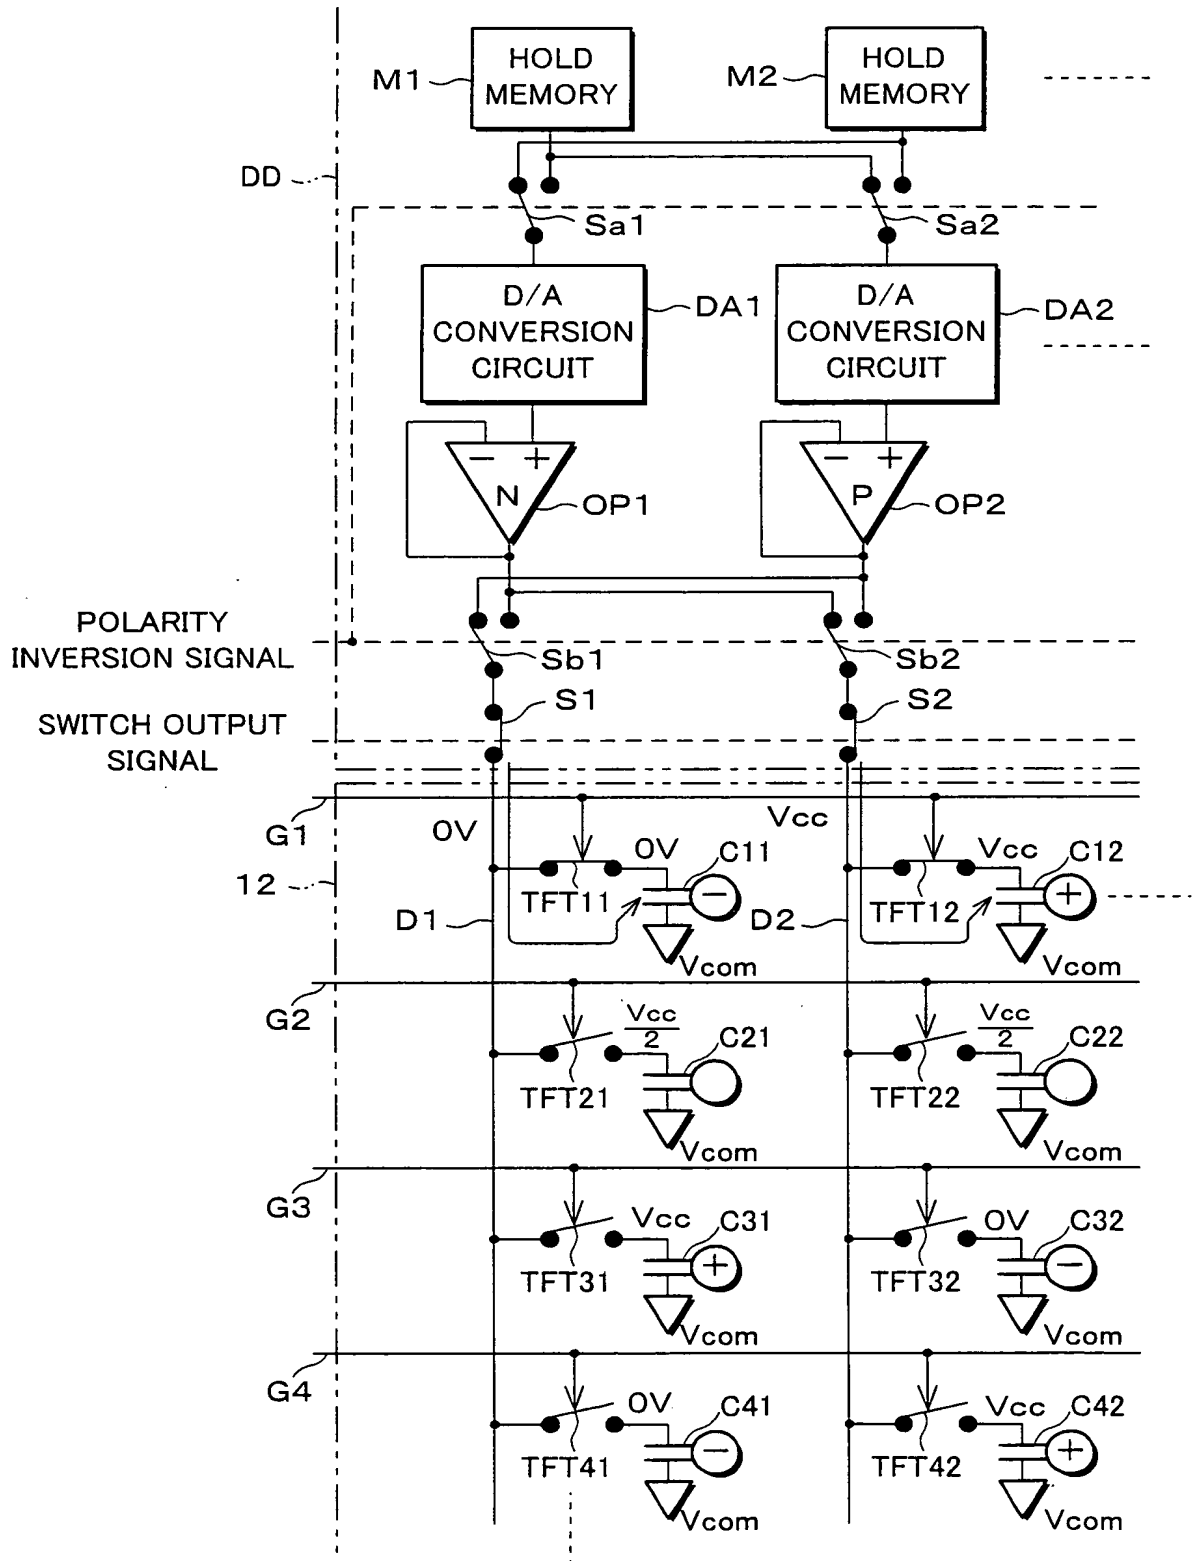 HOLD
MEMORY
M1
HOLD
MEMORY
M2
DD
Sa1
Sa2
D/A
CONVERSION
CIRCUIT
DA1
D/A
CONVERSION
CIRCUIT
DA2
− +
N
OP1
− +
P
OP2
POLARITY
INVERSION SIGNAL
Sb1
Sb2
SWITCH OUTPUT
SIGNAL
S1
S2
G1
0V
Vcc
12
0V
C11
−
TFT11
Vcc
C12
+
TFT12
D1
D2
Vcom
Vcom
G2
Vcc
2
C21
TFT21
Vcc
2
C22
TFT22
Vcom
Vcom
G3
Vcc
C31
+
TFT31
0V
C32
−
TFT32
Vcom
Vcom
G4
0V
C41
−
TFT41
Vcc
C42
+
TFT42
Vcom
Vcom